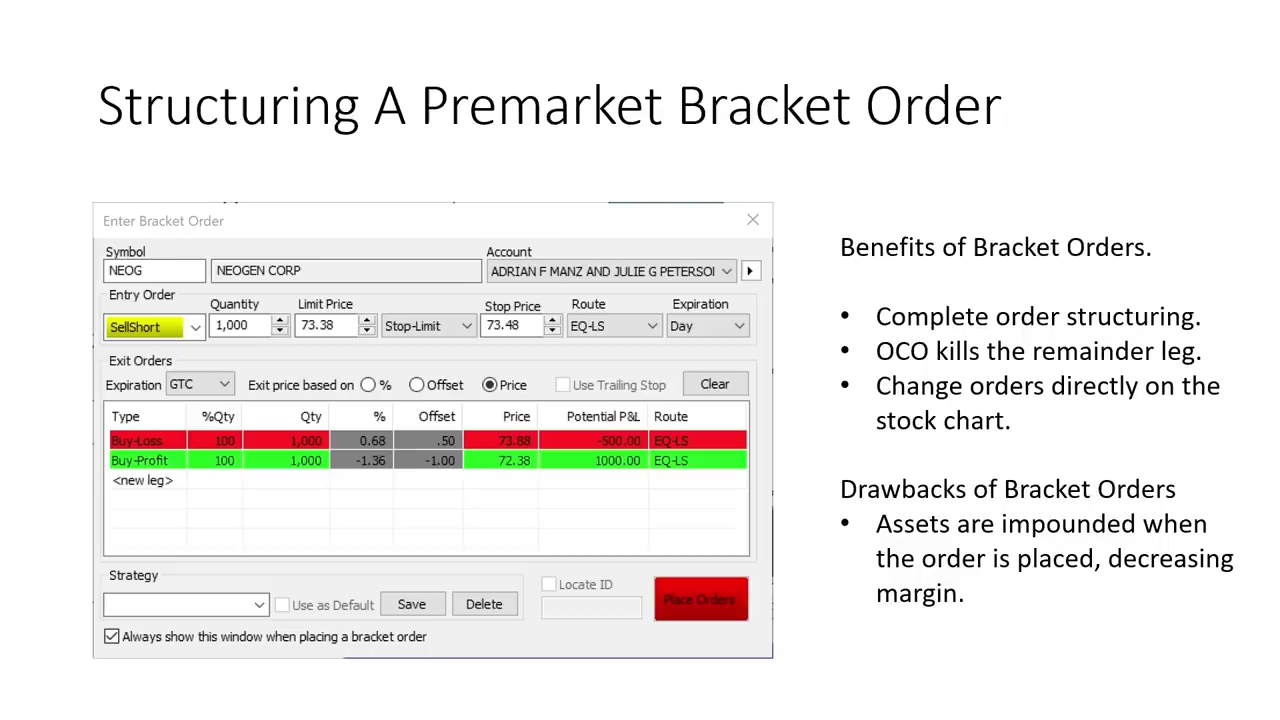 Structuring A Premarket Bracket Order
Enter Bracket Order
Symbol
Account
NEOG
NEOGEN CORP
ADRIAN F MANZ AND JULIE G PETERSOI
Entry Order
Quantity
Limit Price
Stop Price
Route
Expiration
SellShort
1,000
73.38
Stop-Limit
73.48
EQ-LS
Day
Exit Orders
Expiration GTC Exit price based on % Offset Price Use Trailing Stop Clear
Type %Qty Qty % Offset Price Potential P&L Route
Buy-Loss 100 1,000 0.68 .50 73.88 -500.00 EQ-LS
Buy-Profit 100 1,000 -1.36 -1.00 72.38 1000.00 EQ-LS
<new leg>
Strategy
Use as Default Save Delete
Locate ID
Place Orders
Always show this window when placing a bracket order
Benefits of Bracket Orders.
• Complete order structuring.
• OCO kills the remainder leg.
• Change orders directly on the
stock chart.
Drawbacks of Bracket Orders
• Assets are impounded when
the order is placed, decreasing
margin.